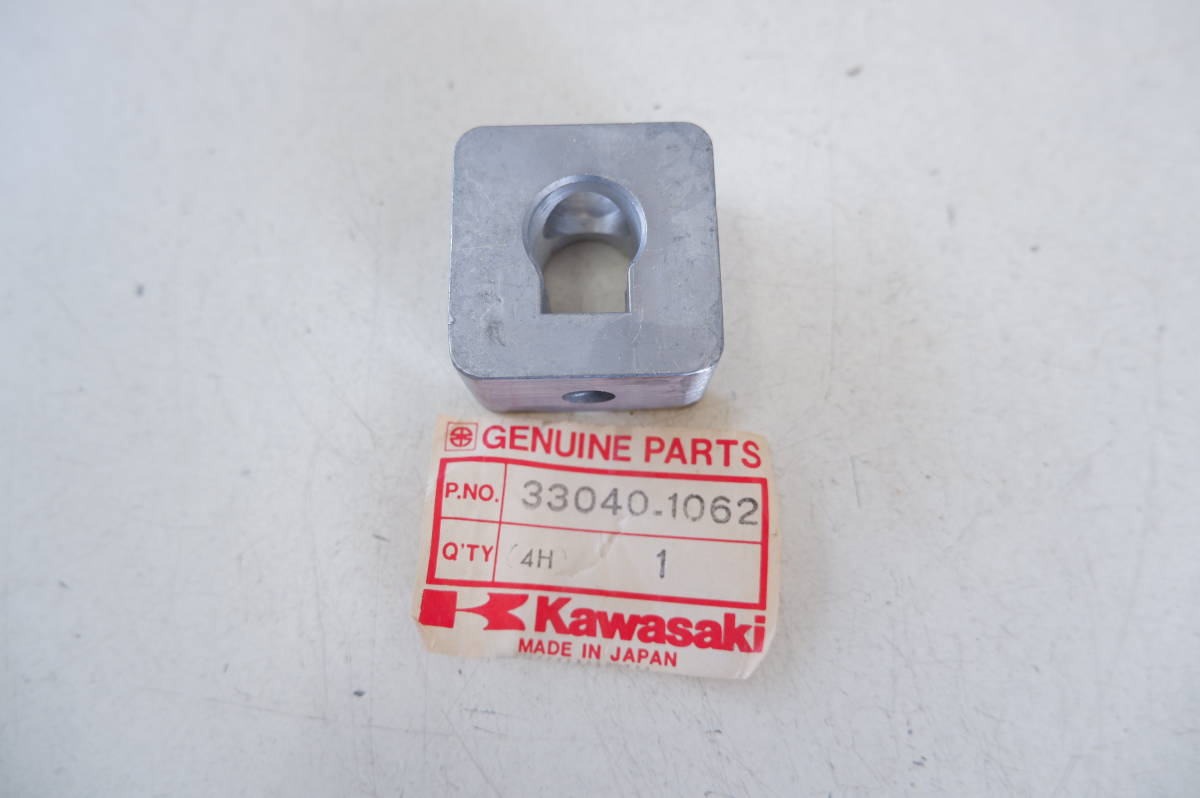 GENUINE PARTS
P.NO. 33040-1062
Q'TY (4H) 1
Kawasaki
MADE IN JAPAN